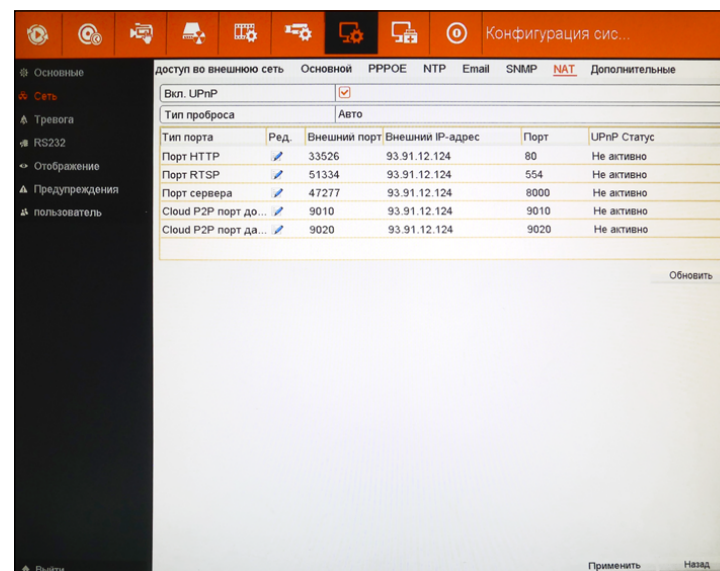 Конфигурация сис...
Основные
Сеть
Тревога
RS232
Отображение
Предупреждения
пользователь
Выйти
доступ во внешнюю сеть Основной PPPOE NTP Email SNMP NAT Дополнительные
Вкл. UPnP
Тип проброса Авто
Тип порта Ред. Внешний порт Внешний IP-адрес Порт UPnP Статус
Порт HTTP 33526 93.91.12.124 80 Не активно
Порт RTSP 51334 93.91.12.124 554 Не активно
Порт сервера 47277 93.91.12.124 8000 Не активно
Cloud P2P порт до... 9010 93.91.12.124 9010 Не активно
Cloud P2P порт да... 9020 93.91.12.124 9020 Не активно
Обновить
Применить Назад